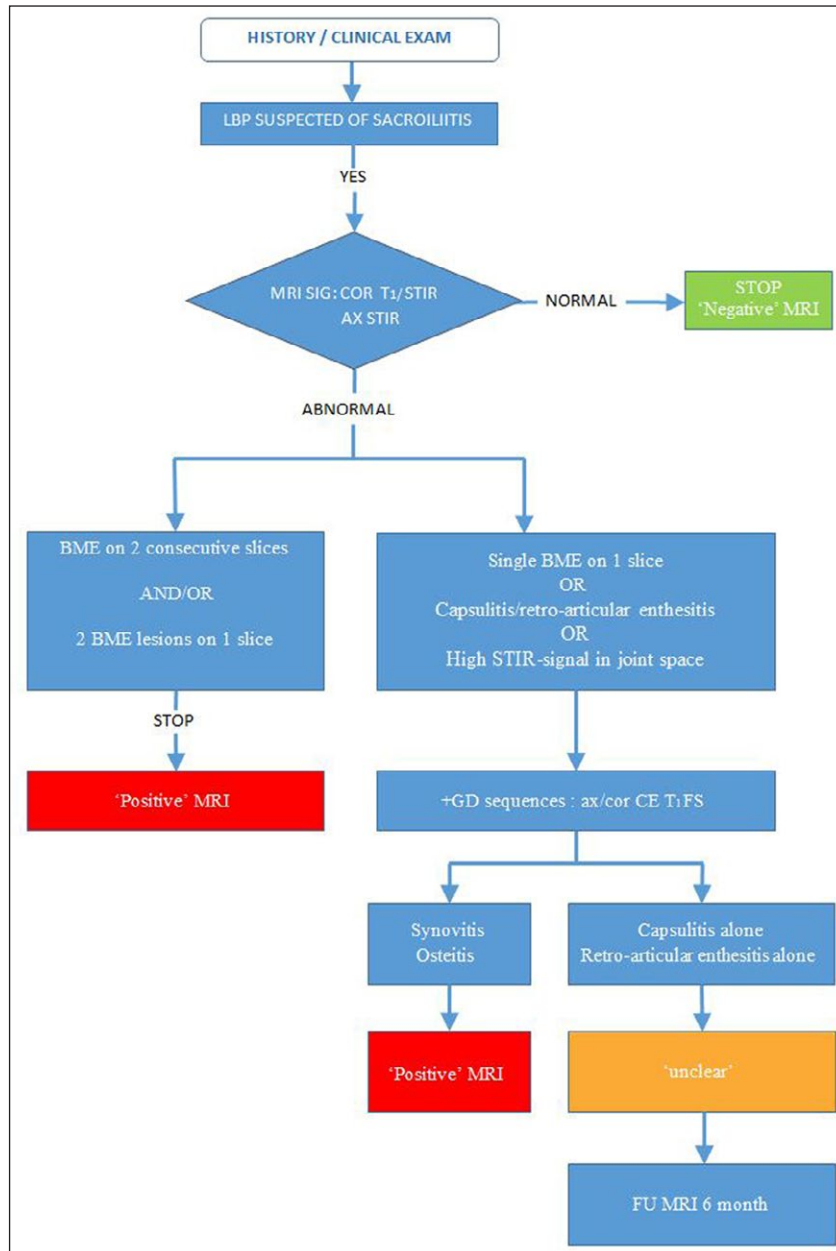 HISTORY / CLINICAL EXAM
LBP SUSPECTED OF SACROILIITIS
YES
MRI SIG: COR T1/STIR
AX STIR
NORMAL
STOP
‘Negative’ MRI
ABNORMAL
BME on 2 consecutive slices
AND/OR
2 BME lesions on 1 slice
STOP
‘Positive’ MRI
Single BME on 1 slice
OR
Capsulitis/retro-articular enthesitis
OR
High STIR-signal in joint space
+GD sequences : ax/cor CE T1 FS
Synovitis
Osteitis
‘Positive’ MRI
Capsulitis alone
Retro-articular enthesitis alone
‘unclear’
FU MRI 6 month